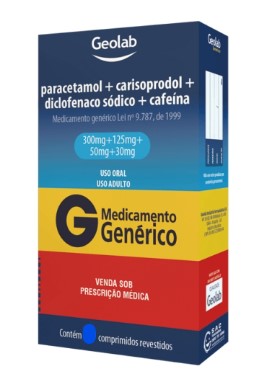 Geolab
paracetamol + carisoprodol +
diclofenaco sódico + cafeína
Medicamento genérico Lei nº 9.787, de 1999
300mg+125mg+
50mg+30mg
USO ORAL
USO ADULTO
G Medicamento
Genérico
VENDA SOB
PRESCRIÇÃO MÉDICA
Contém comprimidos revestidos
Geolab
SAC